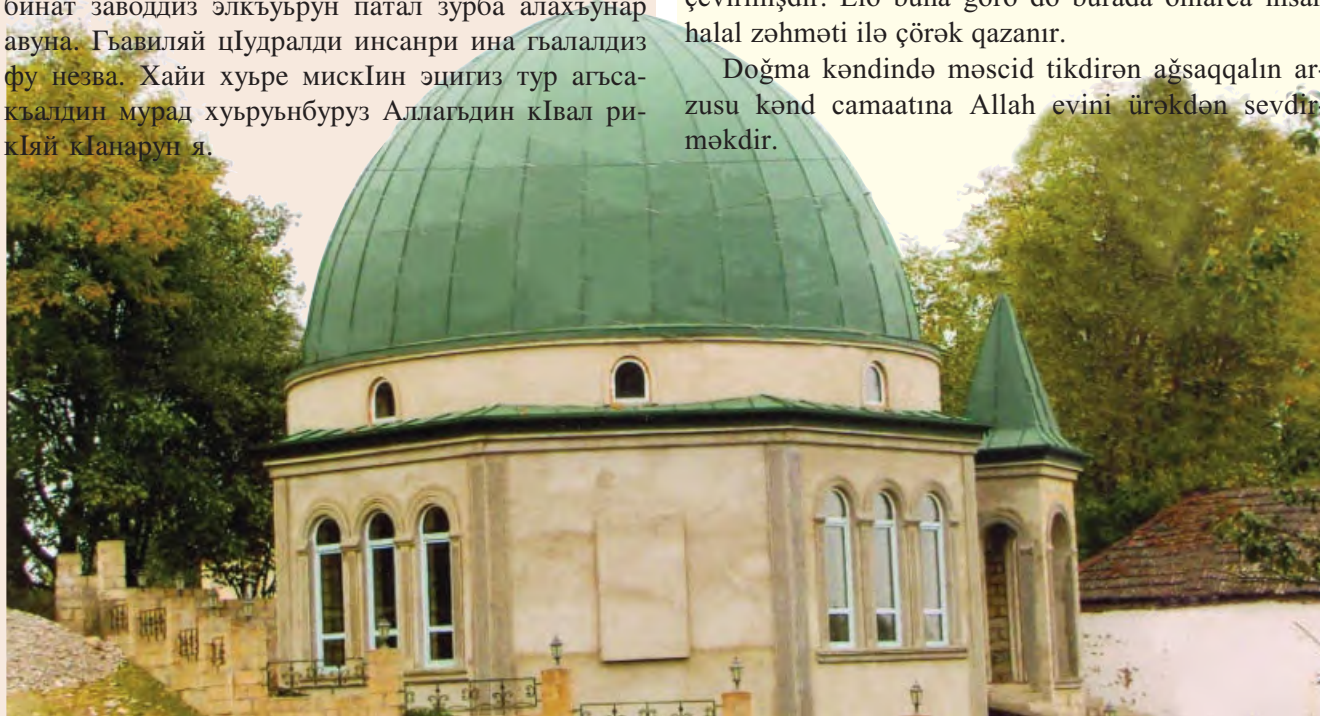 бинат заводдиз элкъуьрун патал зурба алахъунар
авуна. Гьавиляй цIудралди инсанри ина гьалалдиз
фу незва. Хайи хуьре мискIин эцигиз тур агъса-
къалдин мурад хуьруьнбуруз Аллагьдин кIвал ри-
кIяй кIанарун я.
çevrilmişdir. Elə buna görə də burada onlarca insan
halal zəhməti ilə çörək qazanır.
Doğma kəndində məscid tikdirən ağsaqqalın ar-
zusu kənd camaatına Allah evini ürəkdən sevdir-
məkdir.